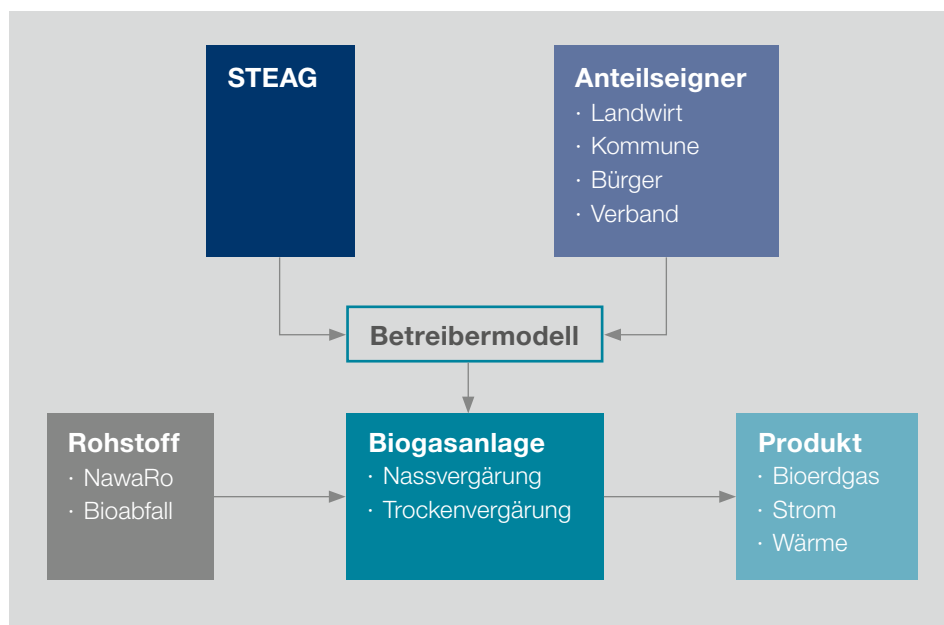 STEAG
Anteilseigner
· Landwirt
· Kommune
· Bürger
· Verband
Betreibermodell
Rohstoff
· NawaRo
· Bioabfall
Biogasanlage
· Nassvergärung
· Trockenvergärung
Produkt
· Bioerdgas
· Strom
· Wärme